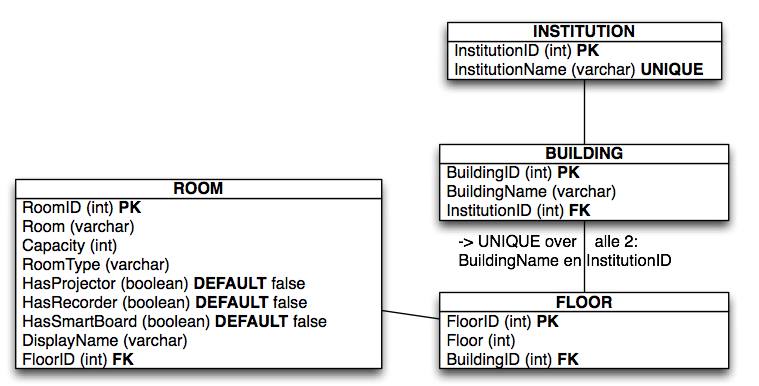 INSTITUTION
InstitutionID (int) PK
InstitutionName (varchar) UNIQUE
BUILDING
BuildingID (int) PK
BuildingName (varchar)
InstitutionID (int) FK
-> UNIQUE over alle 2:
BuildingName en InstitutionID
ROOM
RoomID (int) PK
Room (varchar)
Capacity (int)
RoomType (varchar)
HasProjector (boolean) DEFAULT false
HasRecorder (boolean) DEFAULT false
HasSmartBoard (boolean) DEFAULT false
DisplayName (varchar)
FloorID (int) FK
FLOOR
FloorID (int) PK
Floor (int)
BuildingID (int) FK